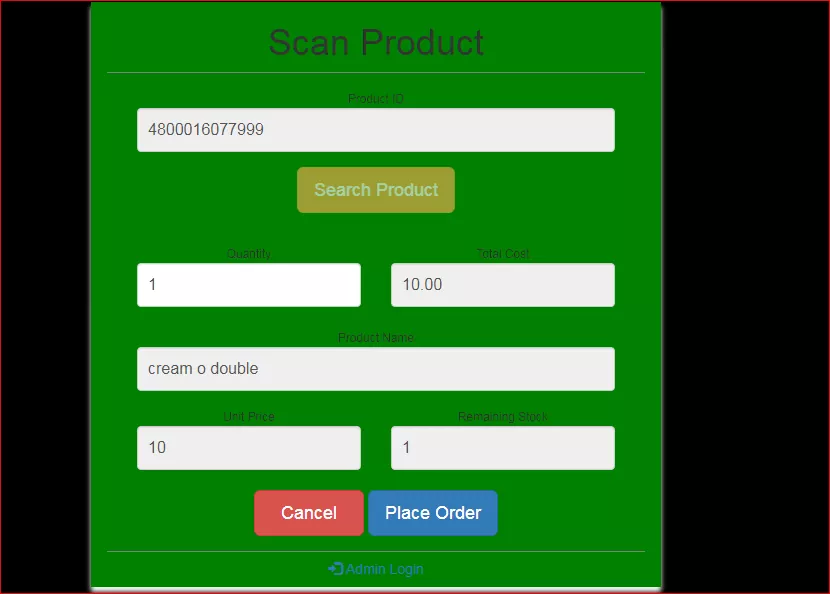 Scan Product
Product ID
4800016077999
Search Product
Quantity
Total Cost
1
10.00
Product Name
cream o double
Unit Price
Remaining Stock
10
1
Cancel
Place Order
Admin Login